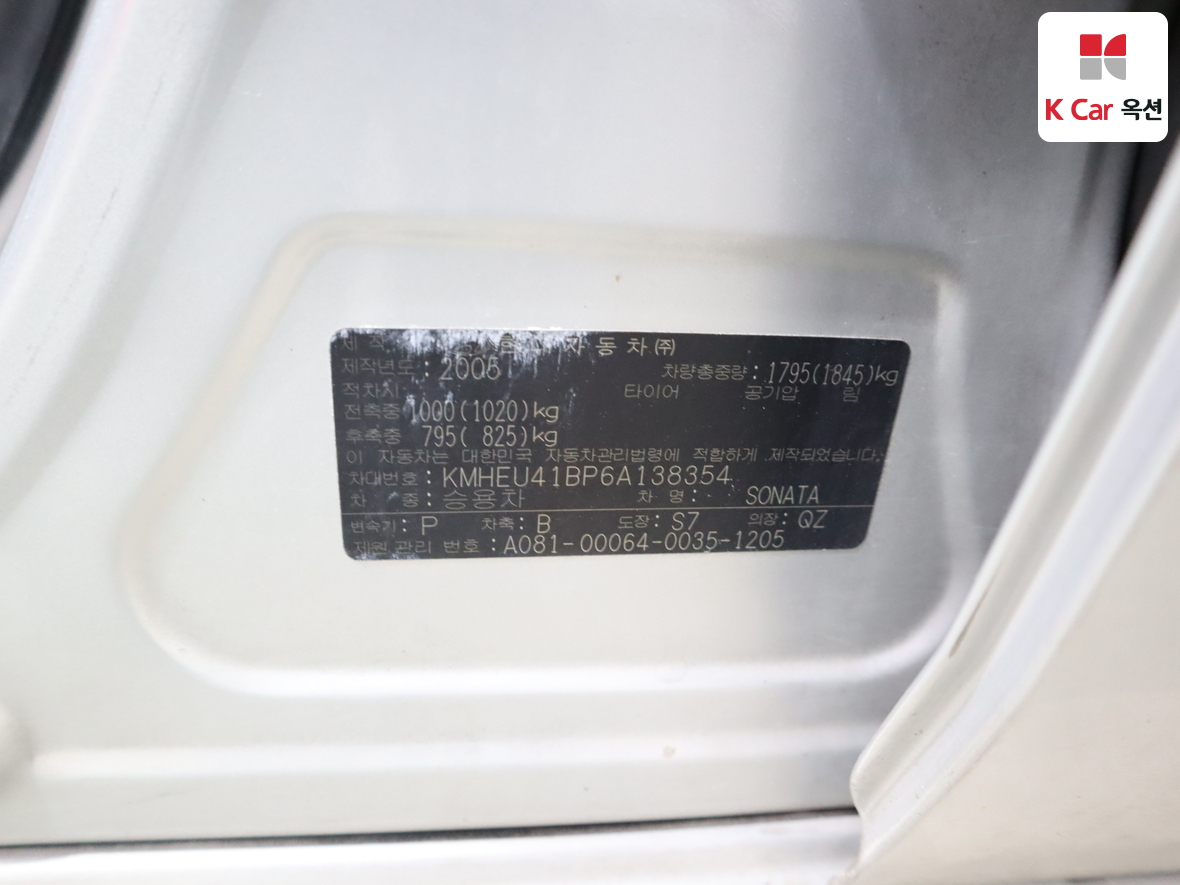 K Car 옥션
자동차(주)
제작년도: 2005 차량총중량: 1795(1845)kg
적차시 타이어 공기압 림
전축중 1000(1020)kg
후축중 795( 825)kg
이 자동차는 대한민국 자동차관리법령에 적합하게 제작되었습니다.
차대번호: KMHEU41BP6A138354
차 종: 승용차 차 명: SONATA
변속기: P 차축: B 도장: S7 의장: QZ
제원 관리 번호: A081-00064-0035-1205